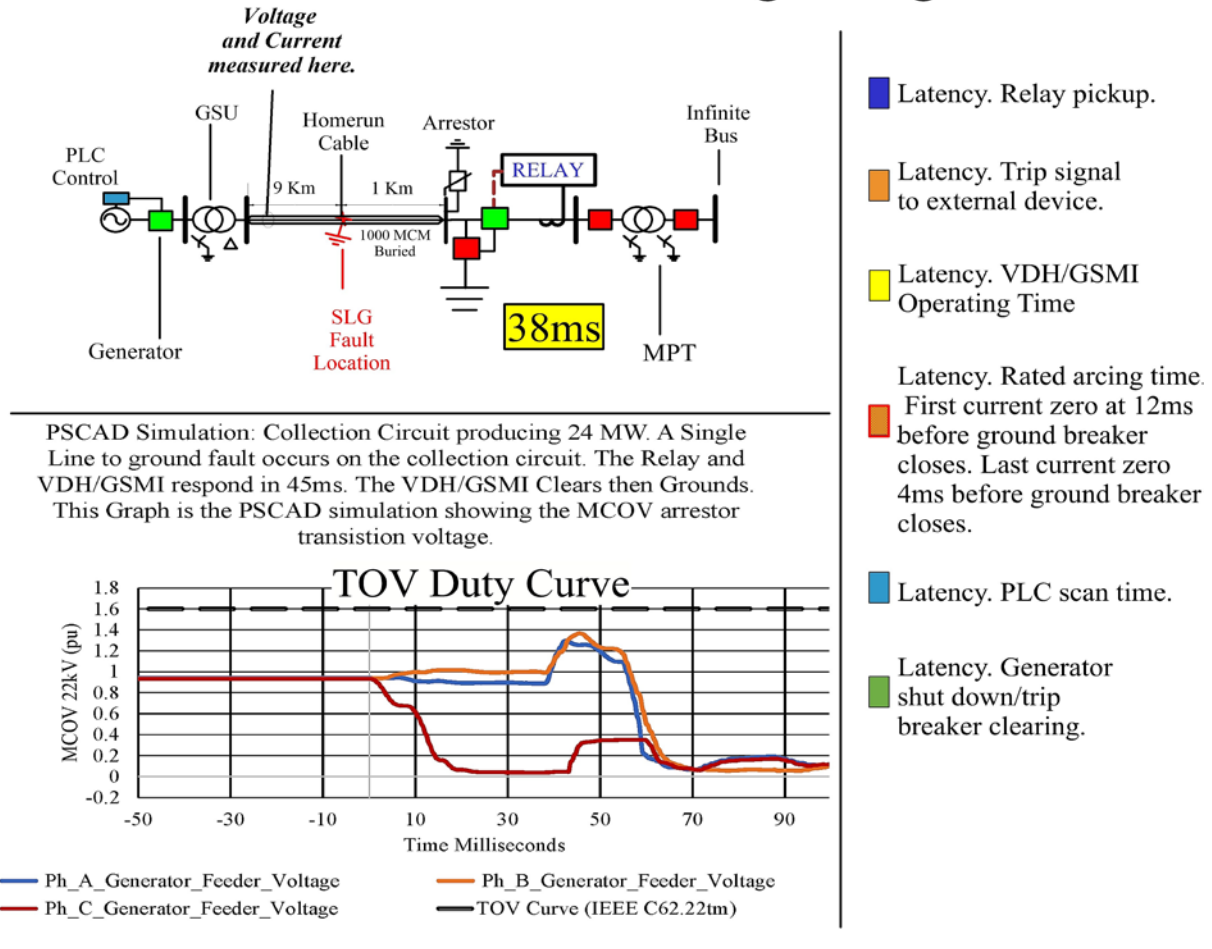 Voltage
and Current
measured here.
GSU
Homerun
Cable
Arrestor
Infinite
Bus
PLC
Control
RELAY
9 Km
1 Km
1000 MCM
Buried
Generator
SLG
Fault
Location
38ms
MPT
PSCAD Simulation: Collection Circuit producing 24 MW. A Single
Line to ground fault occurs on the collection circuit. The Relay and
VDH/GSMI respond in 45ms. The VDH/GSMI Clears then Grounds.
This Graph is the PSCAD simulation showing the MCOV arrestor
transistion voltage.
TOV Duty Curve
MCOV 22kV (pu)
1.8
1.6
1.4
1.2
1
0.8
0.6
0.4
0.2
0
-0.2
-50
-30
-10
10
30
50
70
90
Time Milliseconds
Ph_A_Generator_Feeder_Voltage
Ph_B_Generator_Feeder_Voltage
Ph_C_Generator_Feeder_Voltage
TOV Curve (IEEE C62.22tm)
Latency. Relay pickup.
Latency. Trip signal
to external device.
Latency. VDH/GSMI
Operating Time
Latency. Rated arcing time.
First current zero at 12ms
before ground breaker
closes. Last current zero
4ms before ground breaker
closes.
Latency. PLC scan time.
Latency. Generator
shut down/trip
breaker clearing.